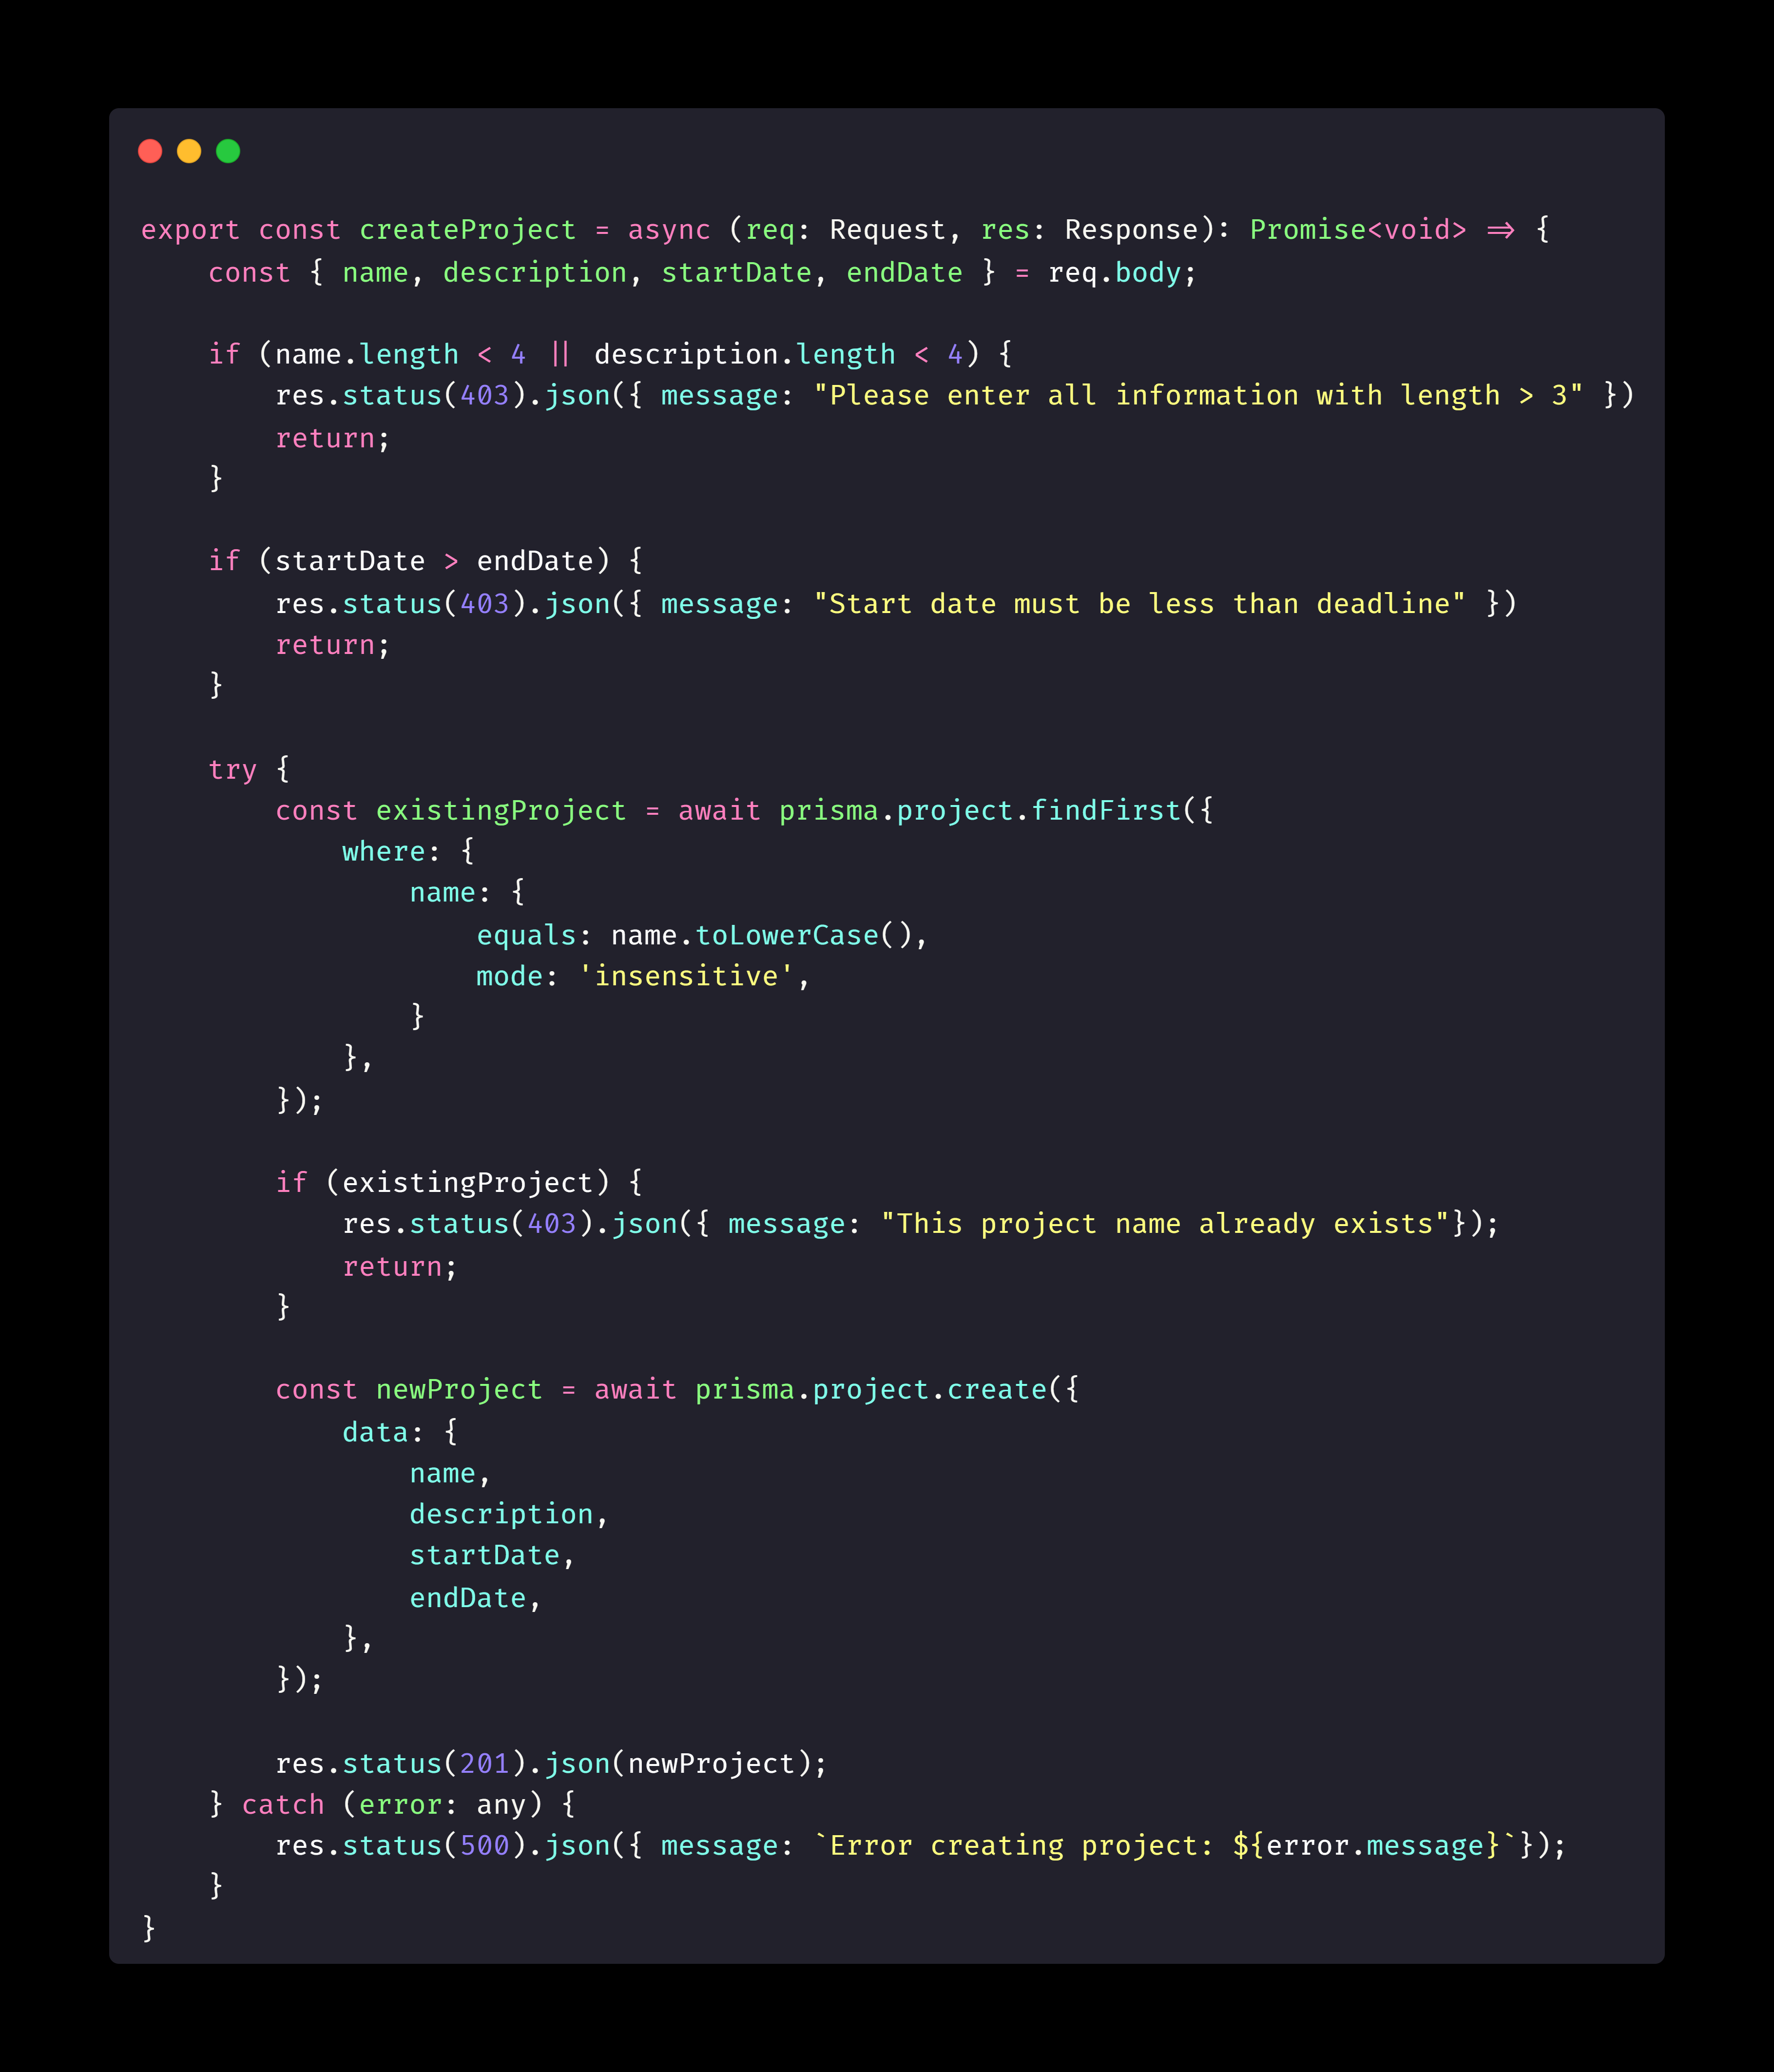 export const createProject = async (req: Request, res: Response): Promise<void> => {
    const { name, description, startDate, endDate } = req.body;

    if (name.length < 4 || description.length < 4) {
        res.status(403).json({ message: "Please enter all information with length > 3" })
        return;
    }

    if (startDate > endDate) {
        res.status(403).json({ message: "Start date must be less than deadline" })
        return;
    }

    try {
        const existingProject = await prisma.project.findFirst({
            where: {
                name: {
                    equals: name.toLowerCase(),
                    mode: 'insensitive',
                }
            },
        });

        if (existingProject) {
            res.status(403).json({ message: "This project name already exists"});
            return;
        }

        const newProject = await prisma.project.create({
            data: {
                name,
                description,
                startDate,
                endDate,
            },
        });

        res.status(201).json(newProject);
    } catch (error: any) {
        res.status(500).json({ message: `Error creating project: ${error.message}`});
    }
}